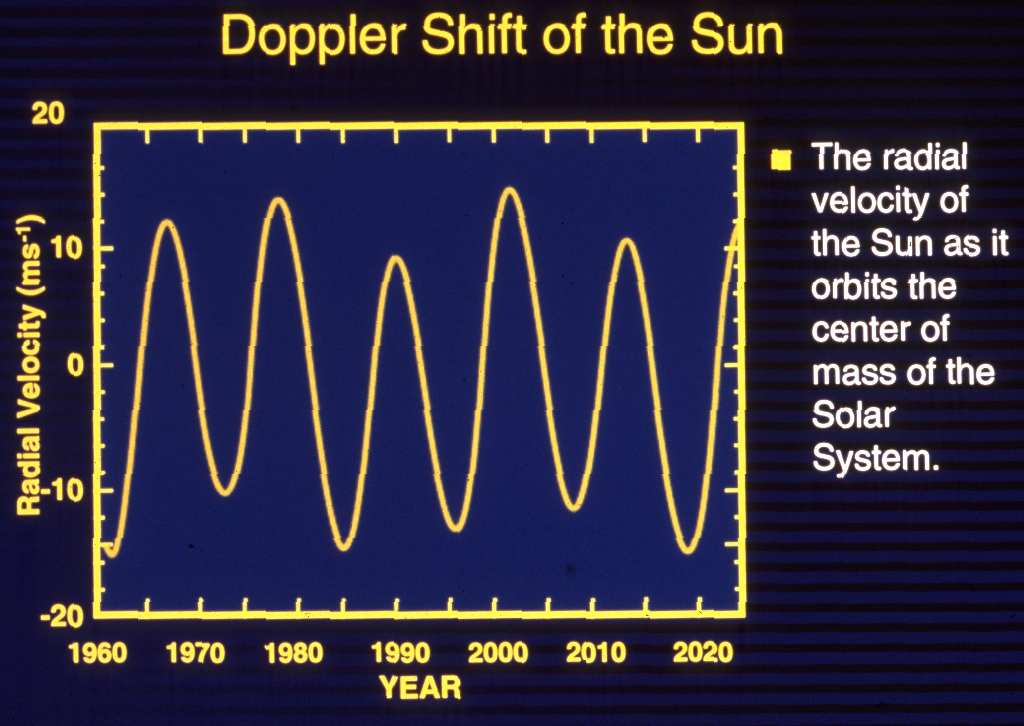 Doppler Shift of the Sun
20
10
0
-10
-20
Radial Velocity (ms⁻¹)
1960 1970 1980 1990 2000 2010 2020
YEAR
The radial
velocity of
the Sun as it
orbits the
center of
mass of the
Solar
System.